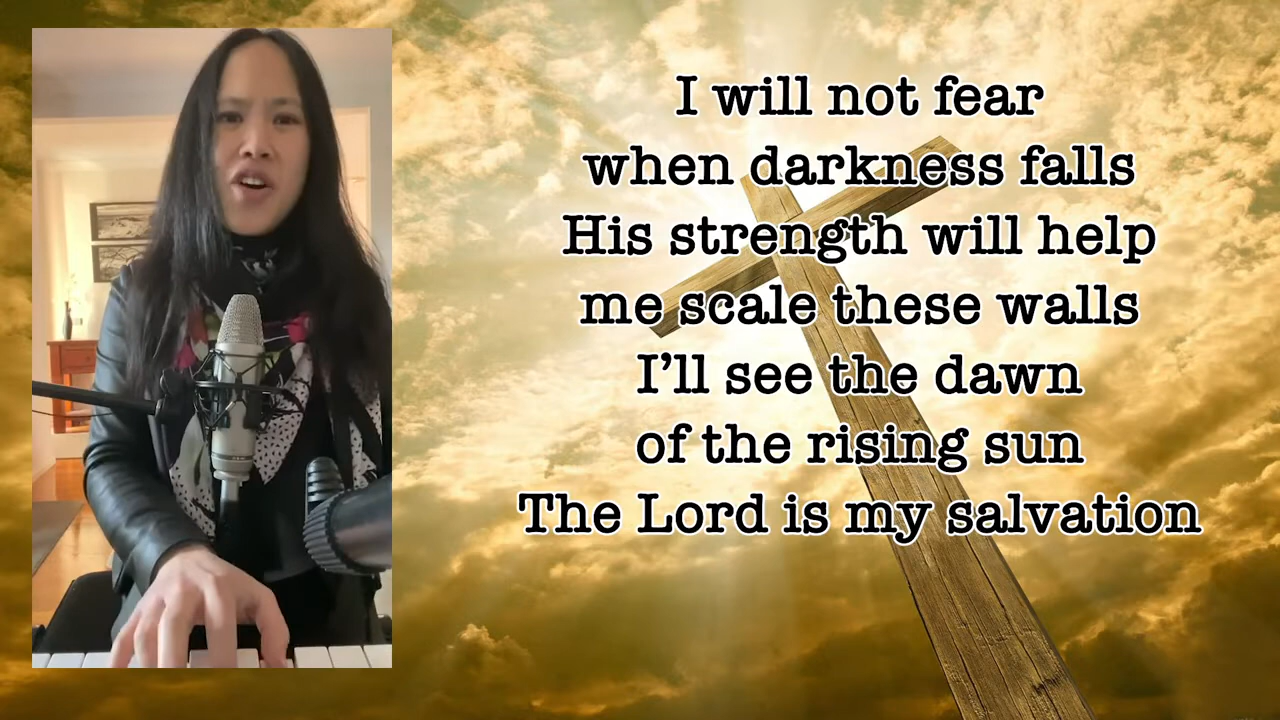 I will not fear
when darkness falls
His strength will help
me scale these walls
I’ll see the dawn
of the rising sun
The Lord is my salvation